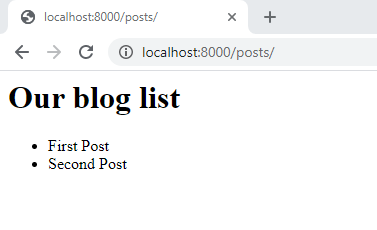 localhost:8000/posts/
localhost:8000/posts/
Our blog list
First Post
Second Post